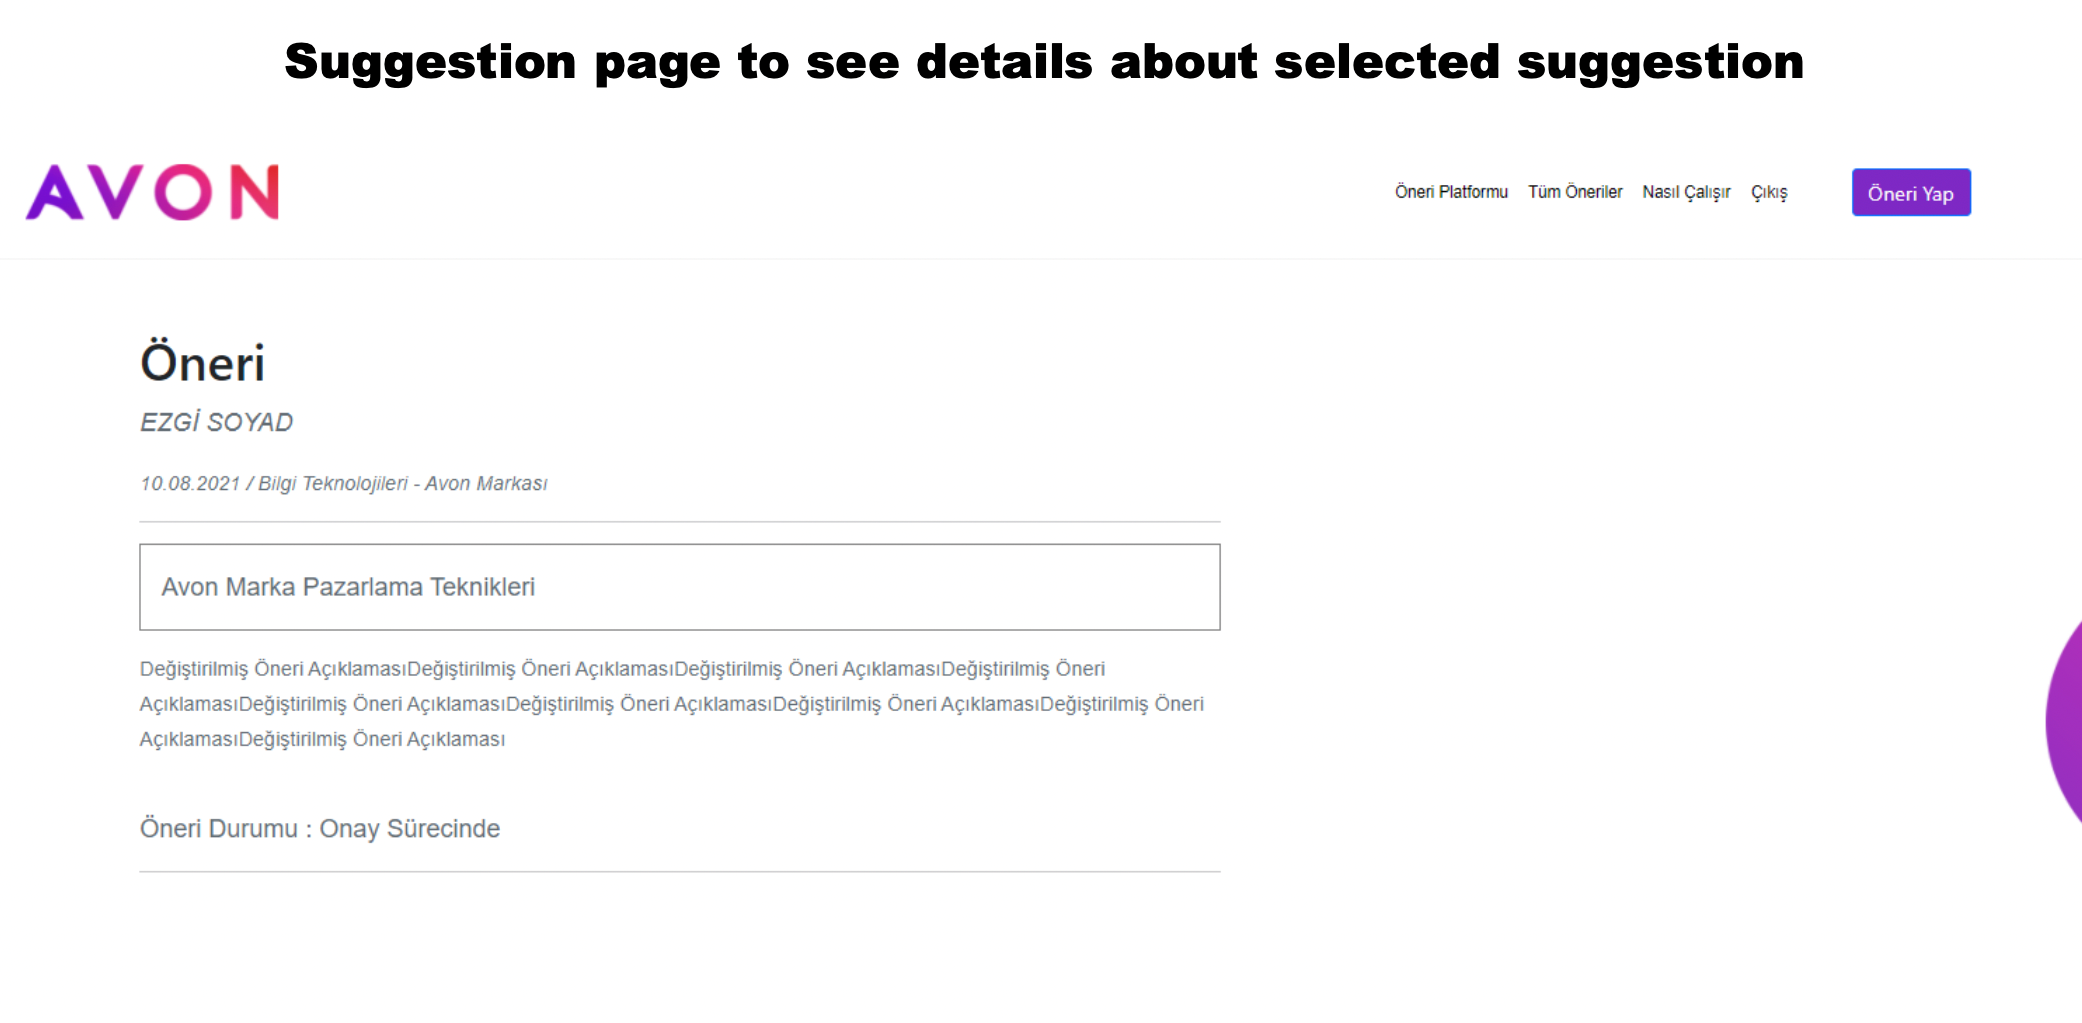 Suggestion page to see details about selected suggestion
AVON
Öneri Platformu Tüm Öneriler Nasıl Çalışır Çıkış Öneri Yap
Öneri
EZGİ SOYAD
10.08.2021 / Bilgi Teknolojileri - Avon Markası
Avon Marka Pazarlama Teknikleri
Değiştirilmiş Öneri AçıklamasıDeğiştirilmiş Öneri AçıklamasıDeğiştirilmiş Öneri AçıklamasıDeğiştirilmiş Öneri
AçıklamasıDeğiştirilmiş Öneri AçıklamasıDeğiştirilmiş Öneri AçıklamasıDeğiştirilmiş Öneri AçıklamasıDeğiştirilmiş Öneri
AçıklamasıDeğiştirilmiş Öneri Açıklaması
Öneri Durumu : Onay Sürecinde